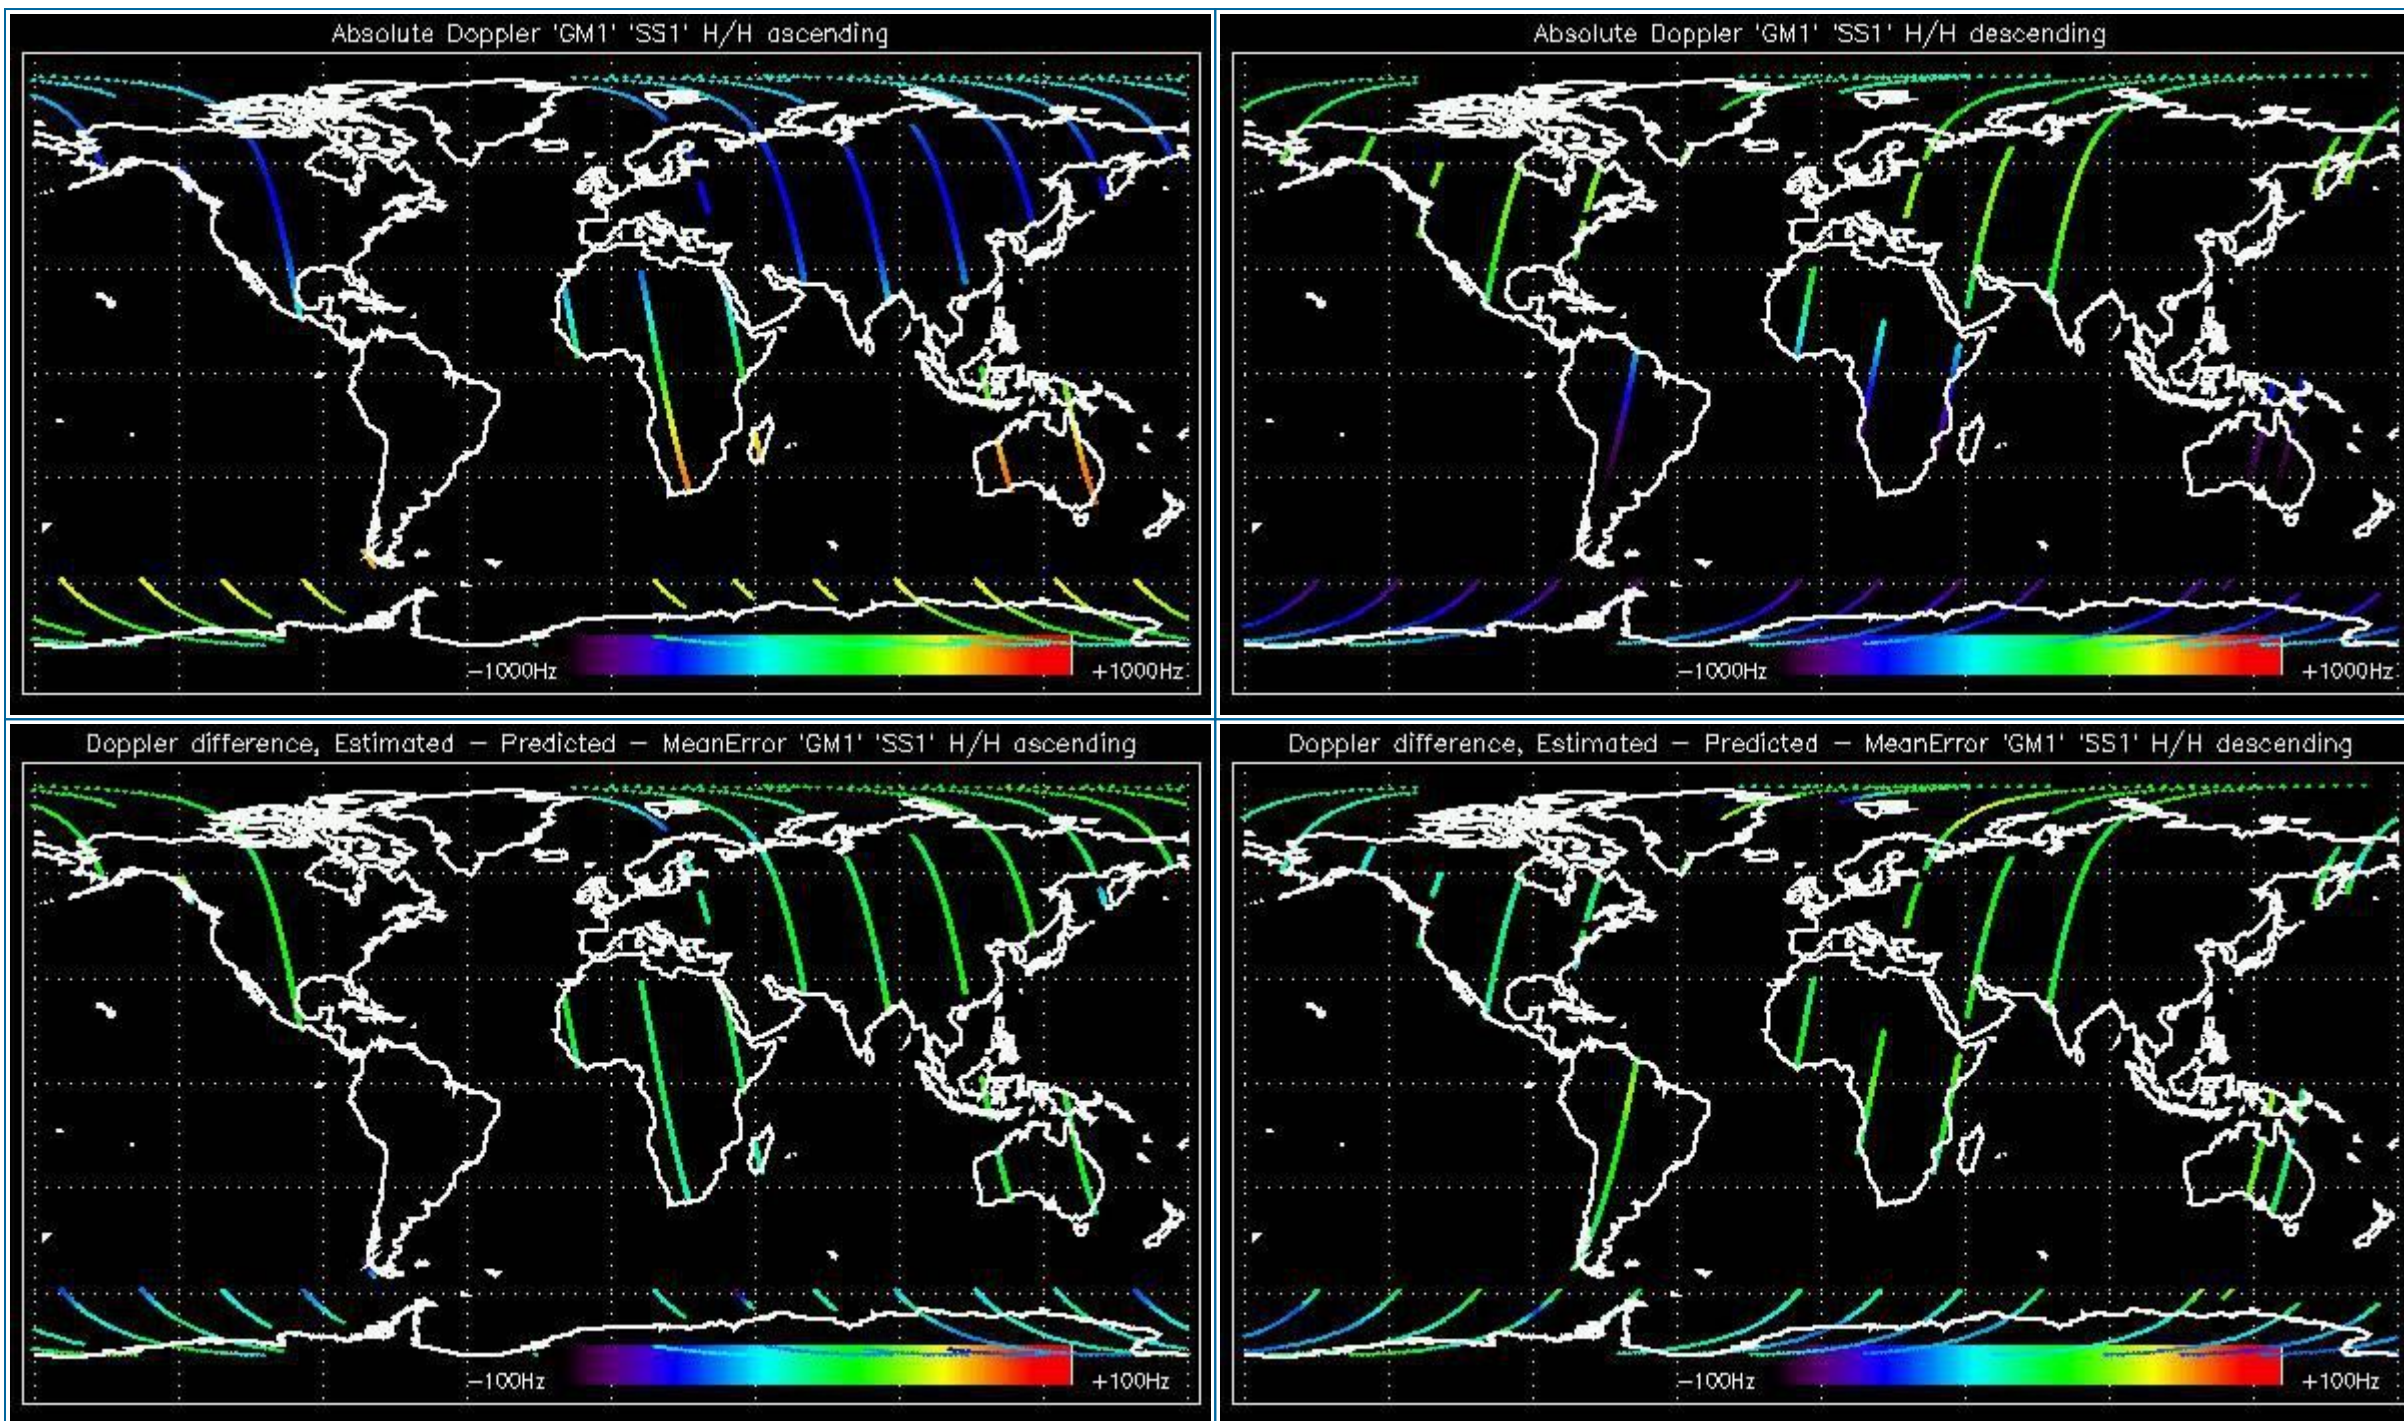 Absolute Doppler 'GM1' 'SS1' H/H ascending
−1000Hz
+1000Hz
Absolute Doppler 'GM1' 'SS1' H/H descending
−1000Hz
+1000Hz
Doppler difference, Estimated − Predicted − MeanError 'GM1' 'SS1' H/H ascending
−100Hz
+100Hz
Doppler difference, Estimated − Predicted − MeanError 'GM1' 'SS1' H/H descending
−100Hz
+100Hz